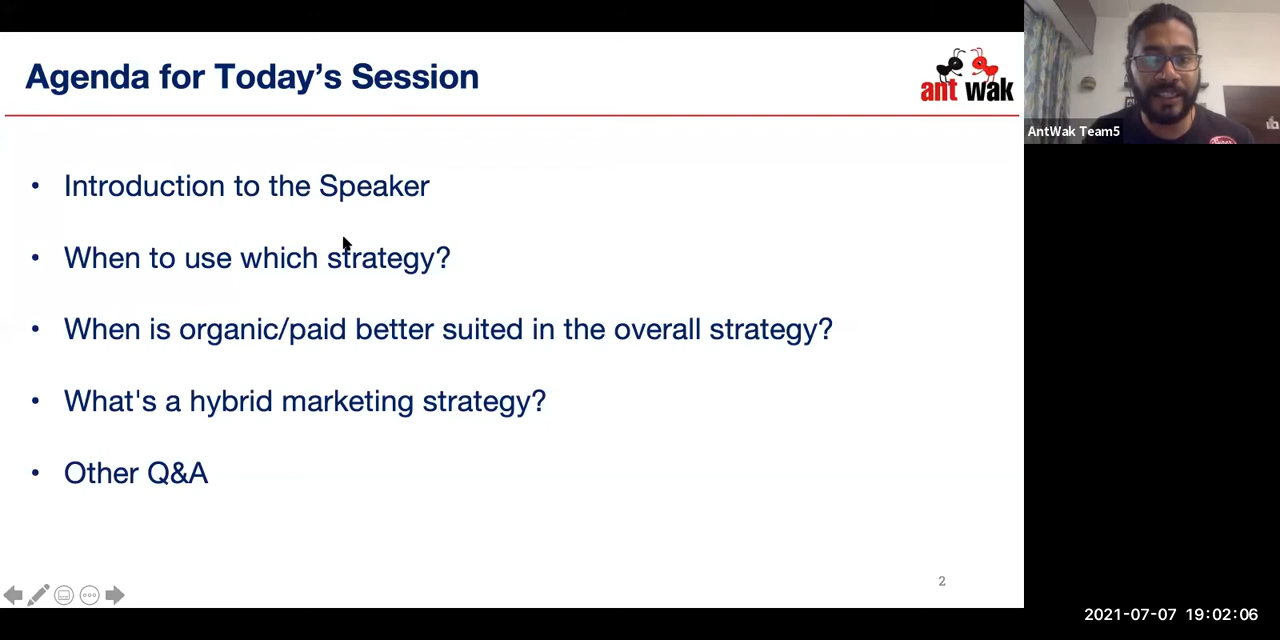 Agenda for Today’s Session
ant wak
• Introduction to the Speaker
• When to use which strategy?
• When is organic/paid better suited in the overall strategy?
• What's a hybrid marketing strategy?
• Other Q&A
2
AntWak Team5
2021-07-07 19:02:06